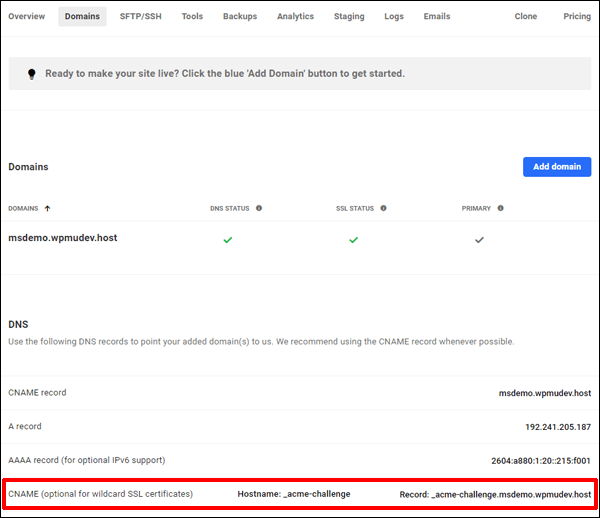 Overview Domains SFTP/SSH Tools Backups Analytics Staging Logs Emails Clone Pricing
Ready to make your site live? Click the blue 'Add Domain' button to get started.
Domains Add domain
DOMAINS DNS STATUS SSL STATUS PRIMARY
msdemo.wpmudev.host
DNS
Use the following DNS records to point your added domain(s) to us. We recommend using the CNAME record whenever possible.
CNAME record msdemo.wpmudev.host
A record 192.241.205.187
AAAA record (for optional IPv6 support) 2604:a880:1:20::215:f001
CNAME (optional for wildcard SSL certificates) Hostname: _acme-challenge Record: _acme-challenge.msdemo.wpmudev.host